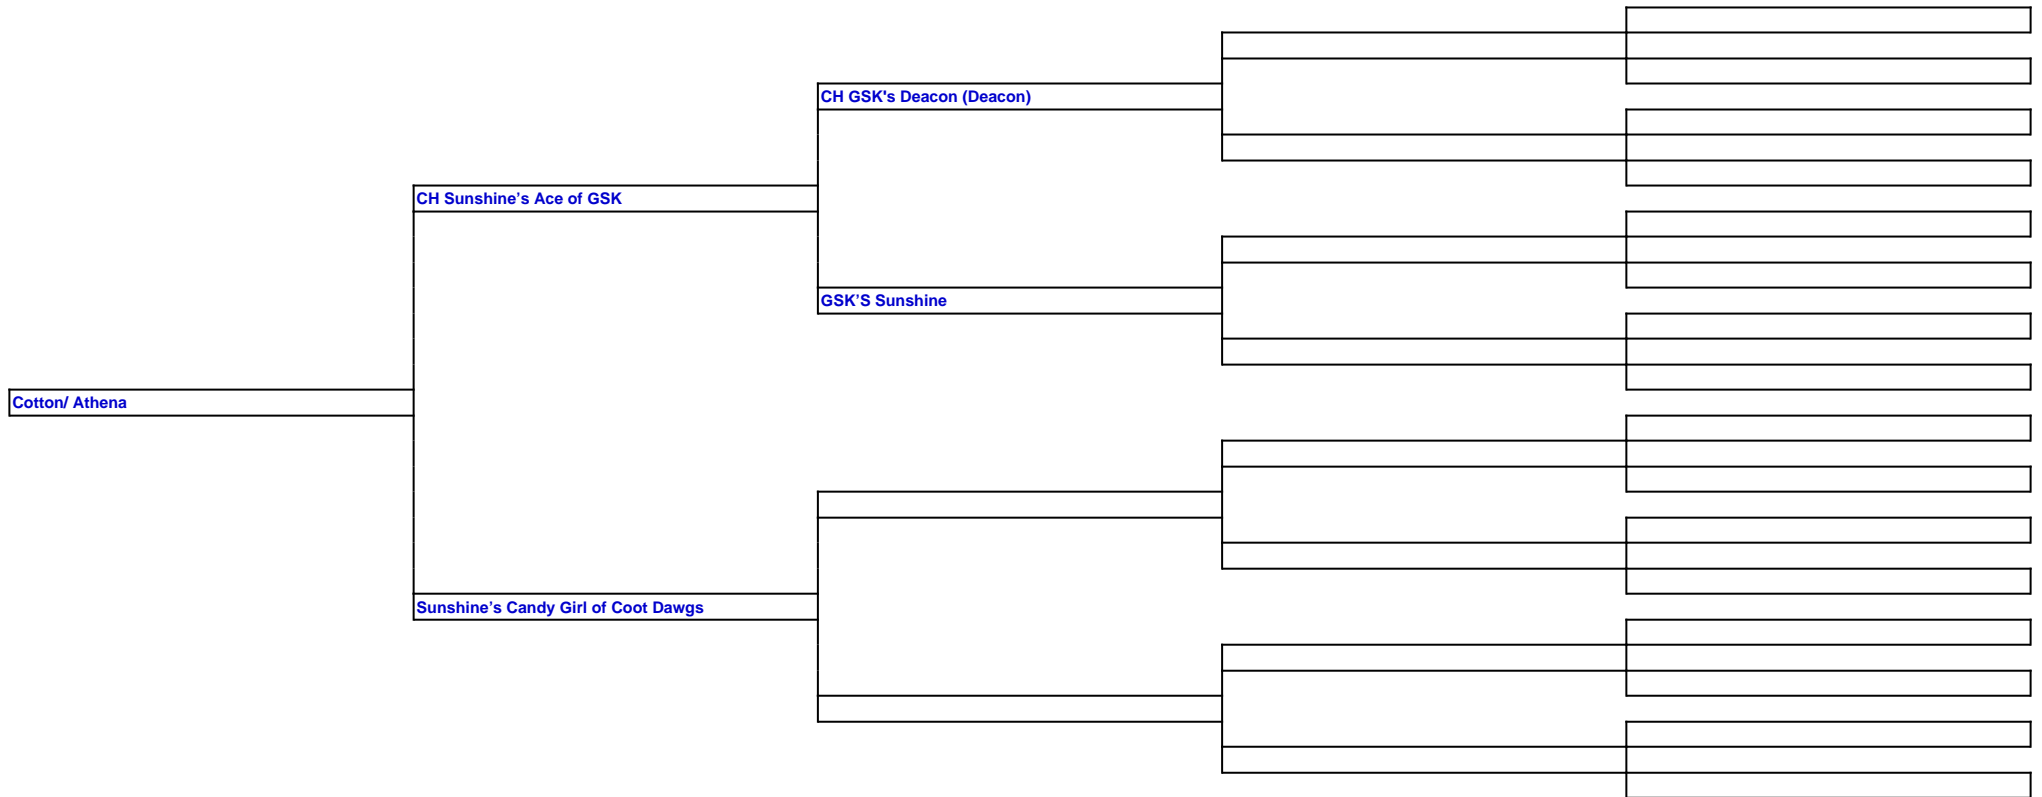 CH GSK's Deacon (Deacon)
CH Sunshine’s Ace of GSK
GSK’S Sunshine
Cotton/ Athena
Sunshine’s Candy Girl of Coot Dawgs